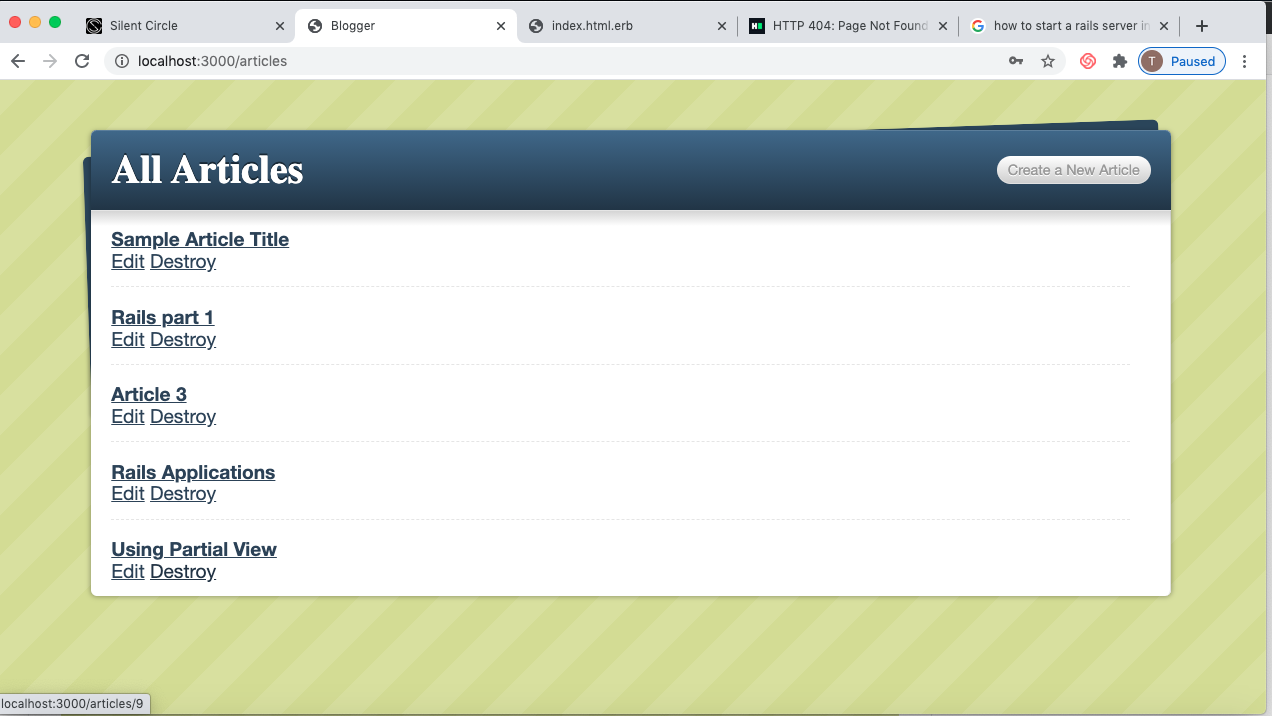 Silent Circle
Blogger
index.html.erb
HTTP 404: Page Not Found
how to start a rails server in
localhost:3000/articles
T Paused
All Articles
Create a New Article
Sample Article Title
Edit Destroy
Rails part 1
Edit Destroy
Article 3
Edit Destroy
Rails Applications
Edit Destroy
Using Partial View
Edit Destroy
localhost:3000/articles/9